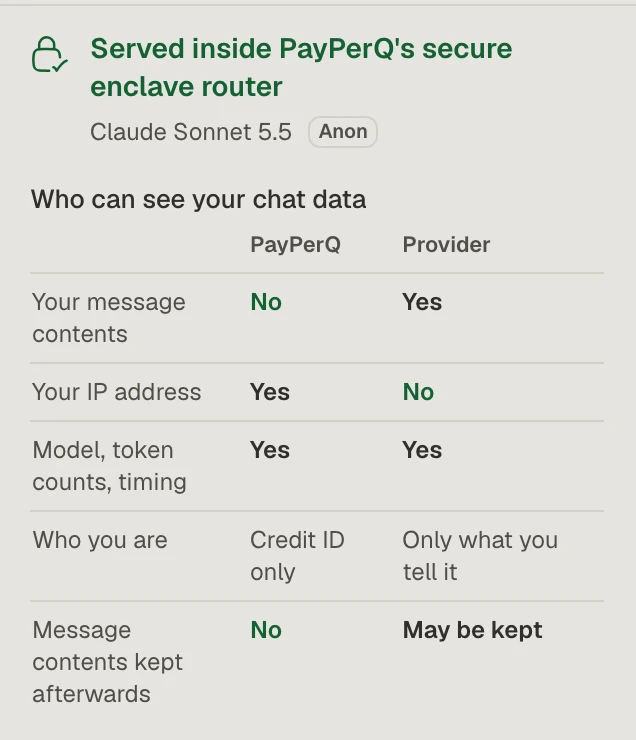 Served inside PayPerQ's secure
enclave router
Claude Sonnet 5.5 Anon
Who can see your chat data
PayPerQ Provider
Your message No Yes
contents
Your IP address Yes No
Model, token Yes Yes
counts, timing
Who you are Credit ID Only what you
only tell it
Message No May be kept
contents kept
afterwards